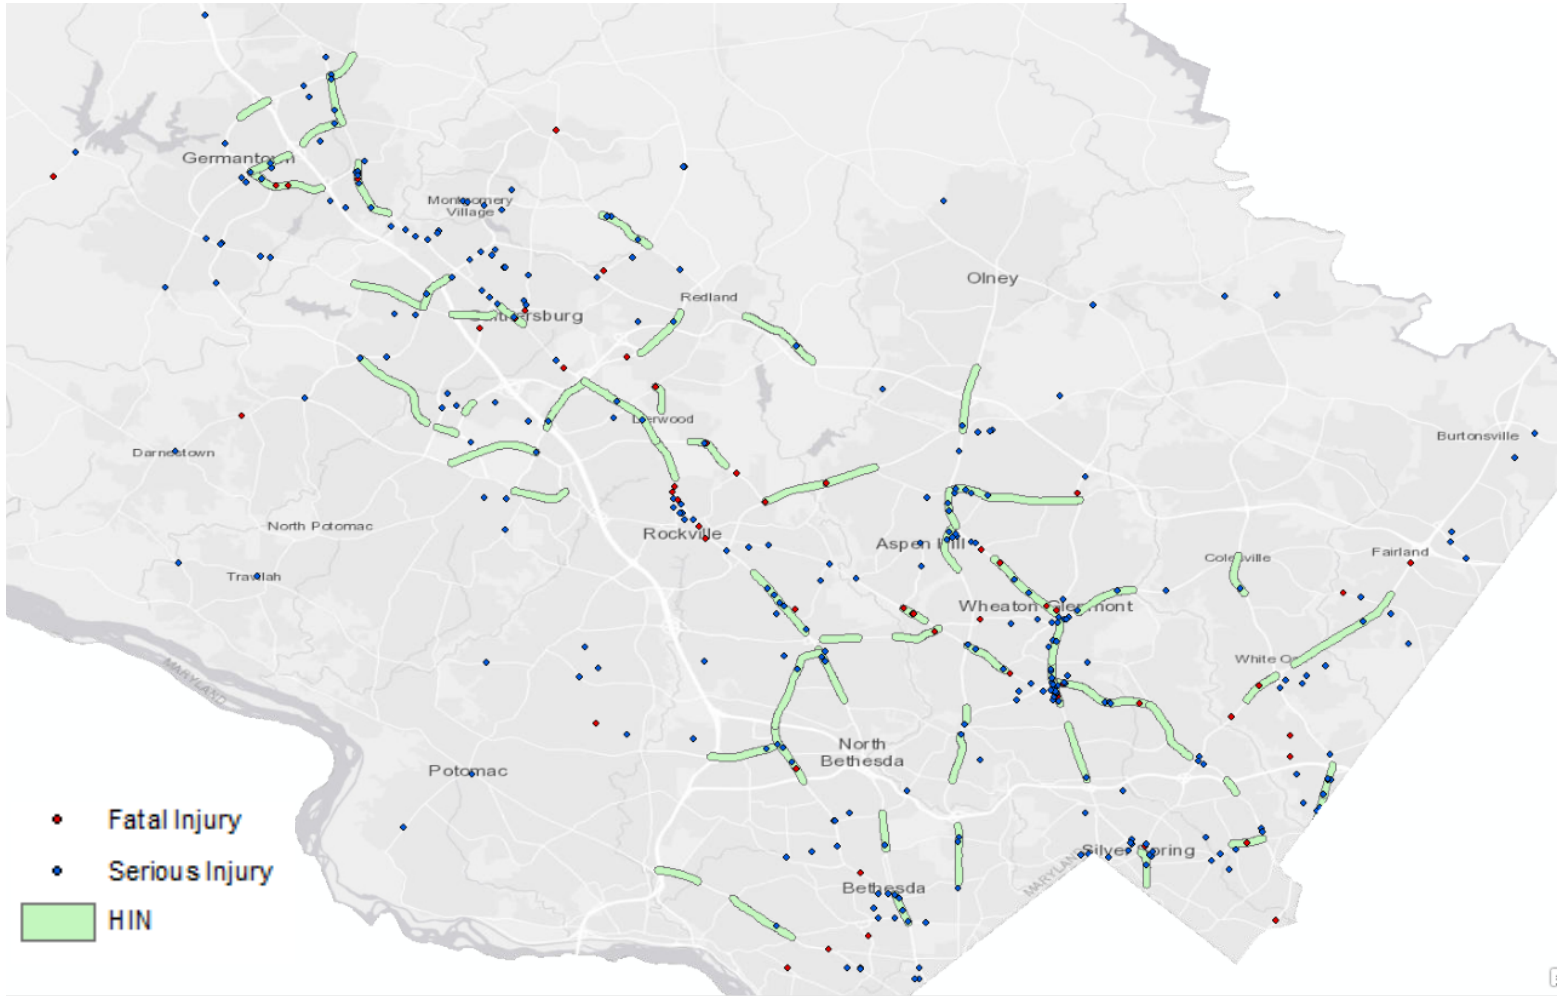 Germantown
Montgomery
Village
Olney
Redland
Gaithersburg
Derwood
Burtonsville
Darnestown
North Potomac
Rockville
Aspen Hill
Colesville
Fairland
Travilah
Wheaton Glenmont
White O
MARYLAND
North
Bethesda
Potomac
Fatal Injury
Silver Spring
MARYLAND
Serious Injury
Bethesda
HIN